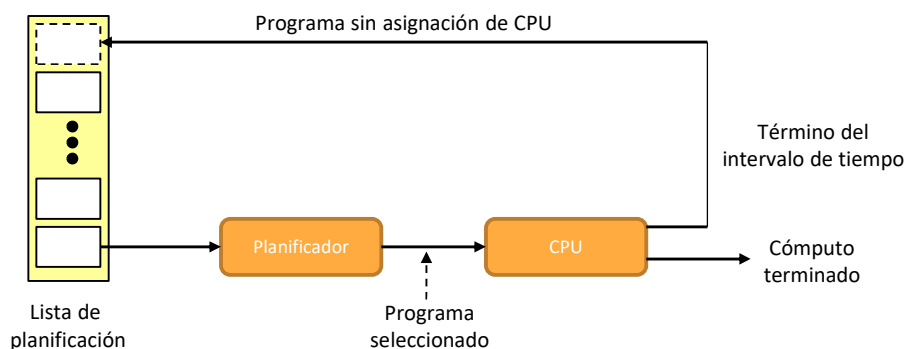 Programa sin asignación de CPU
Término del
intervalo de tiempo
Planificador
CPU
Cómputo
terminado
Lista de
planificación
Programa
seleccionado